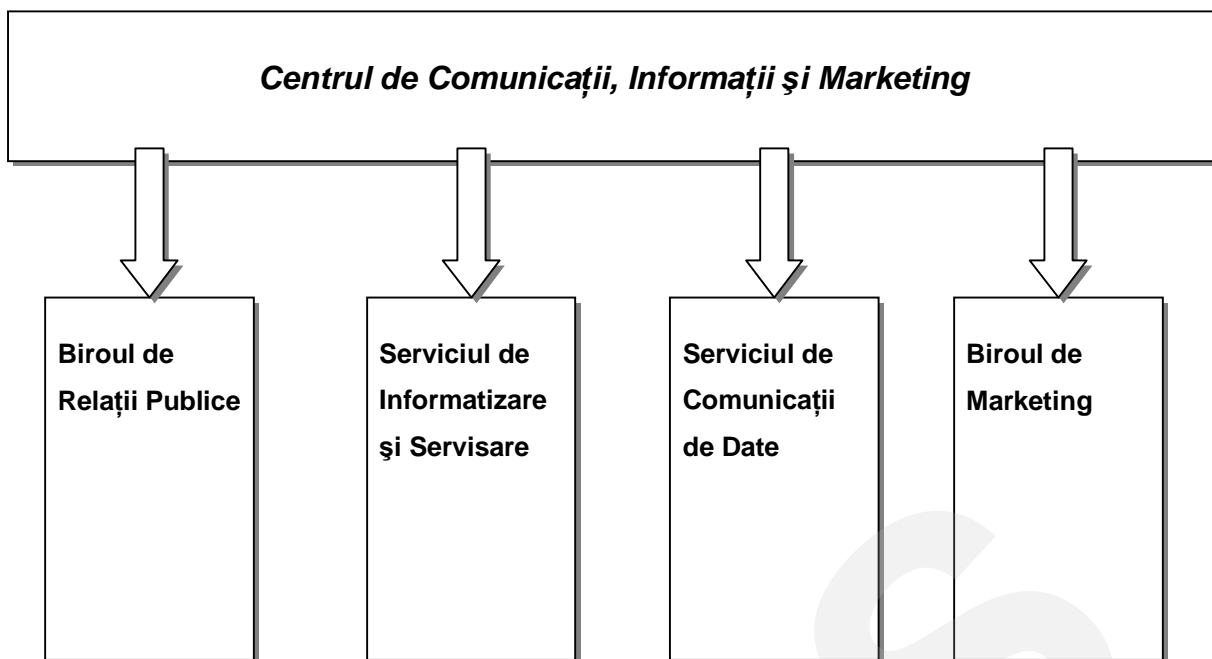 Centrul de Comunicații, Informații şi Marketing
Biroul de
Relații Publice
Serviciul de
Informatizare
şi Servisare
Serviciul de
Comunicații
de Date
Biroul de
Marketing